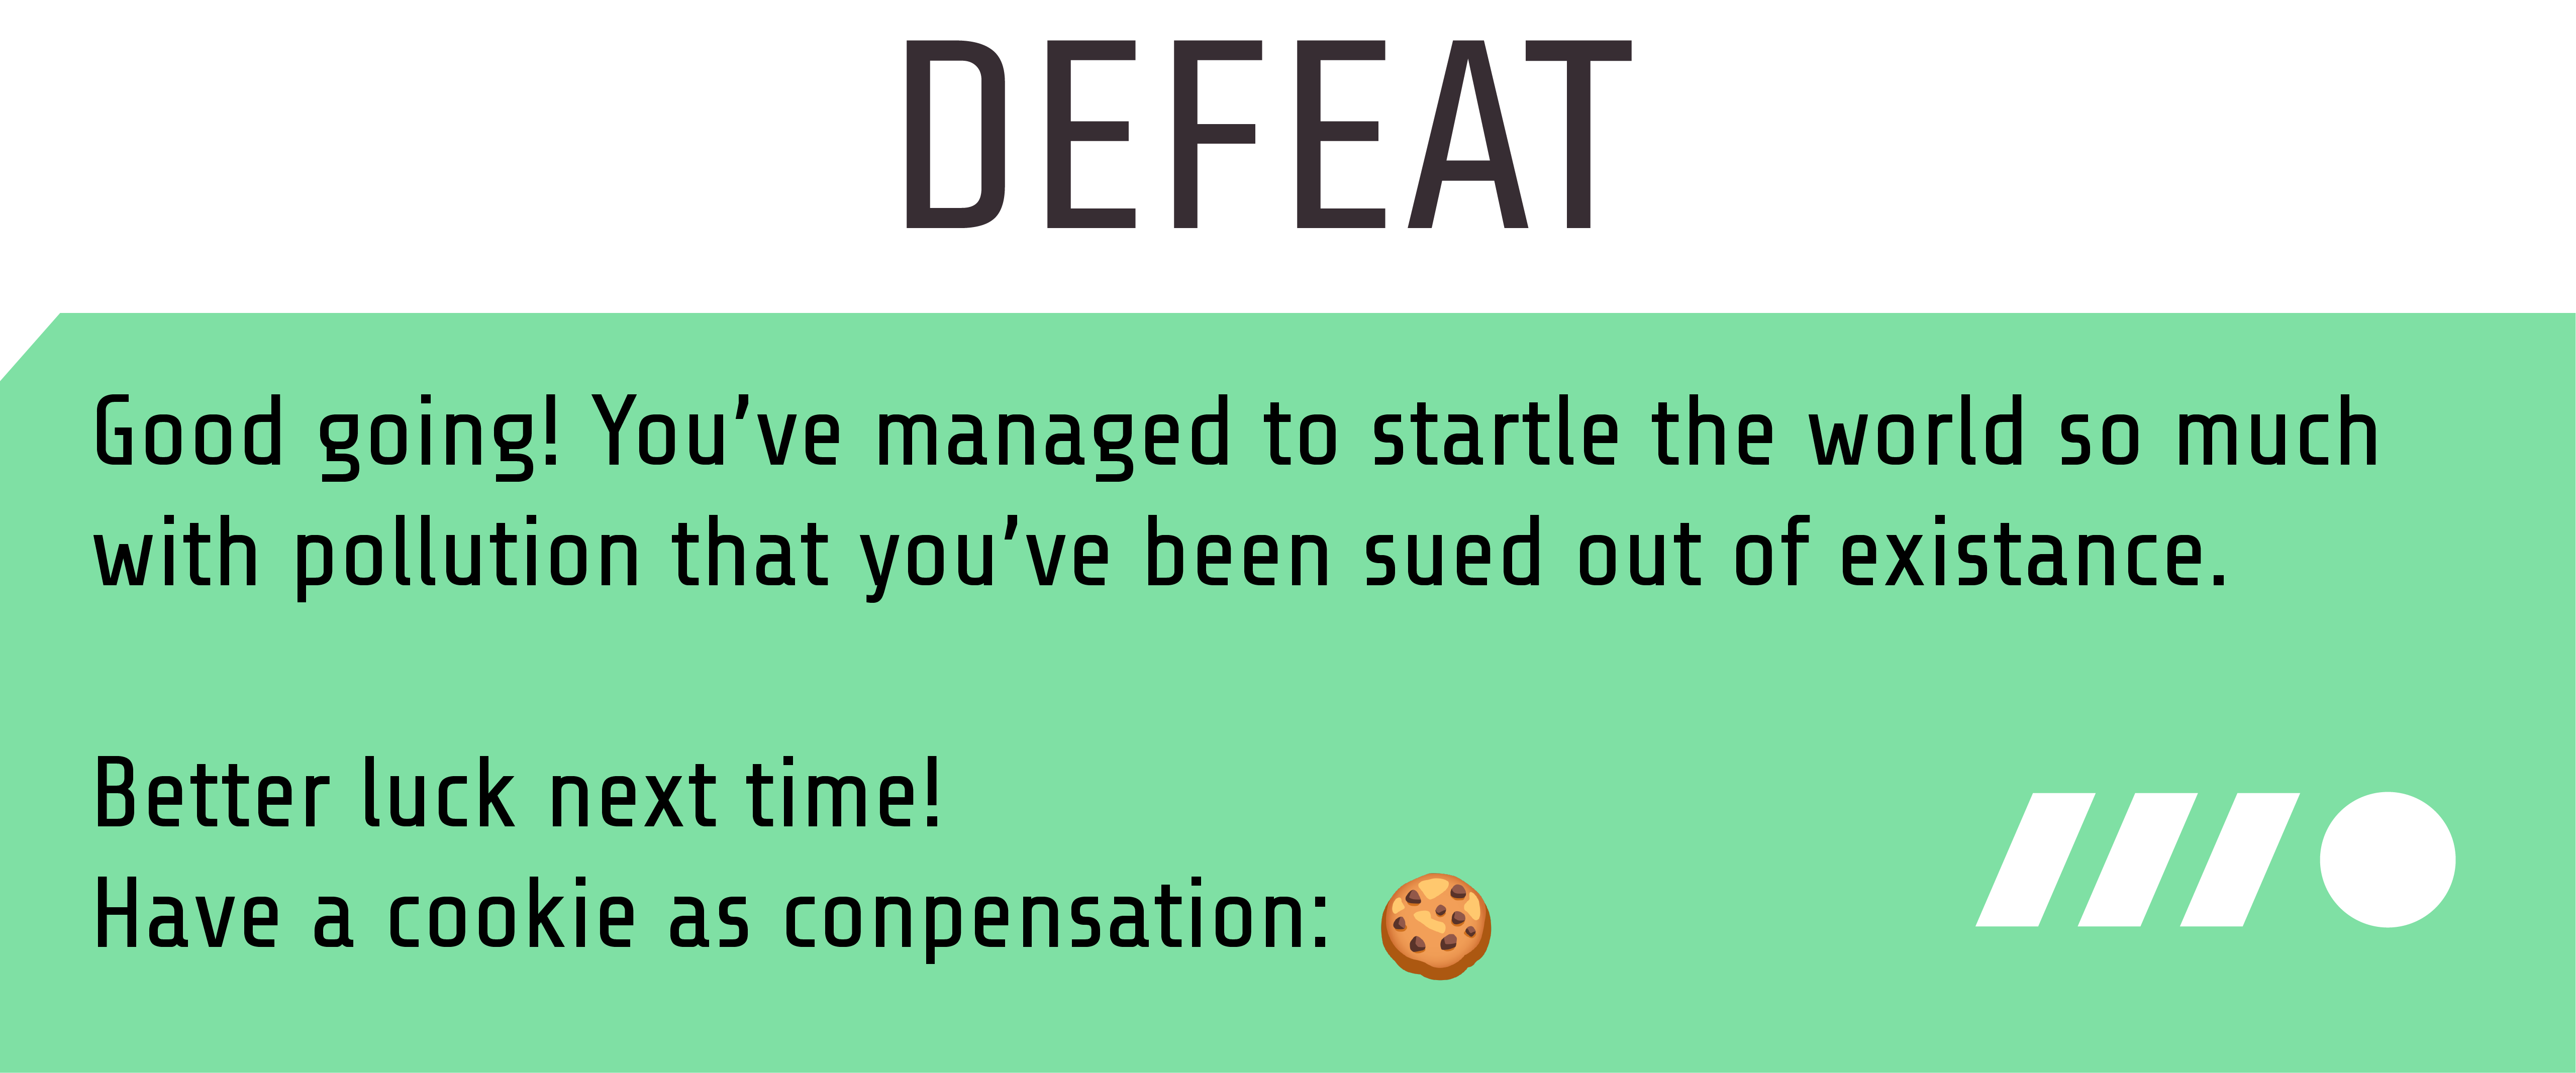 DEFEAT
Good going! You’ve managed to startle the world so much
with pollution that you’ve been sued out of existance.
Better luck next time!
Have a cookie as conpensation: 🍪